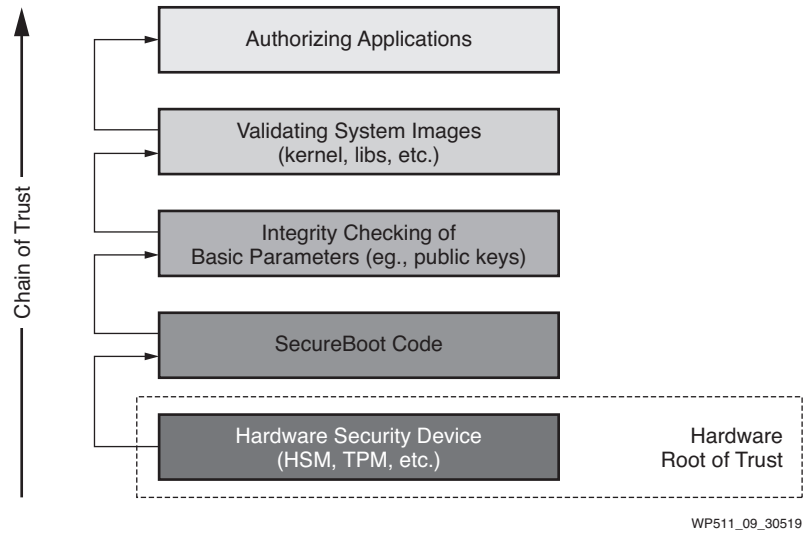 Authorizing Applications
Validating System Images
(kernel, libs, etc.)
Integrity Checking of
Basic Parameters (eg., public keys)
SecureBoot Code
Hardware Security Device
(HSM, TPM, etc.)
Hardware
Root of Trust
Chain of Trust
WP511_09_30519